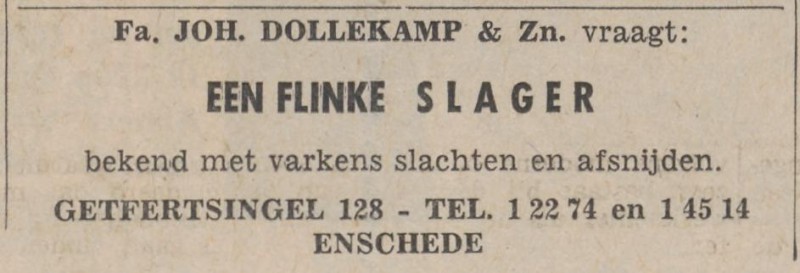 Fa. JOH. DOLLEKAMP & Zn. vraagt:
EEN FLINKE SLAGER
bekend met varkens slachten en afsnijden.
GETFERTSINGEL 128 - TEL. 1 22 74 en 1 45 14
ENSCHEDE